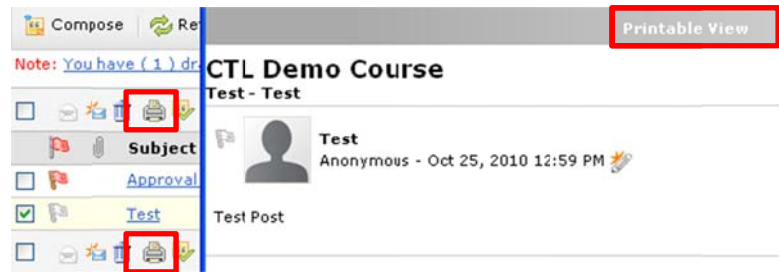 Compose
Re
Printable View
Note: You have ( 1 ) dr
CTL Demo Course
Test - Test
Test
Anonymous - Oct 25, 2010 12:59 PM
Subject
Approval
Test
Test Post